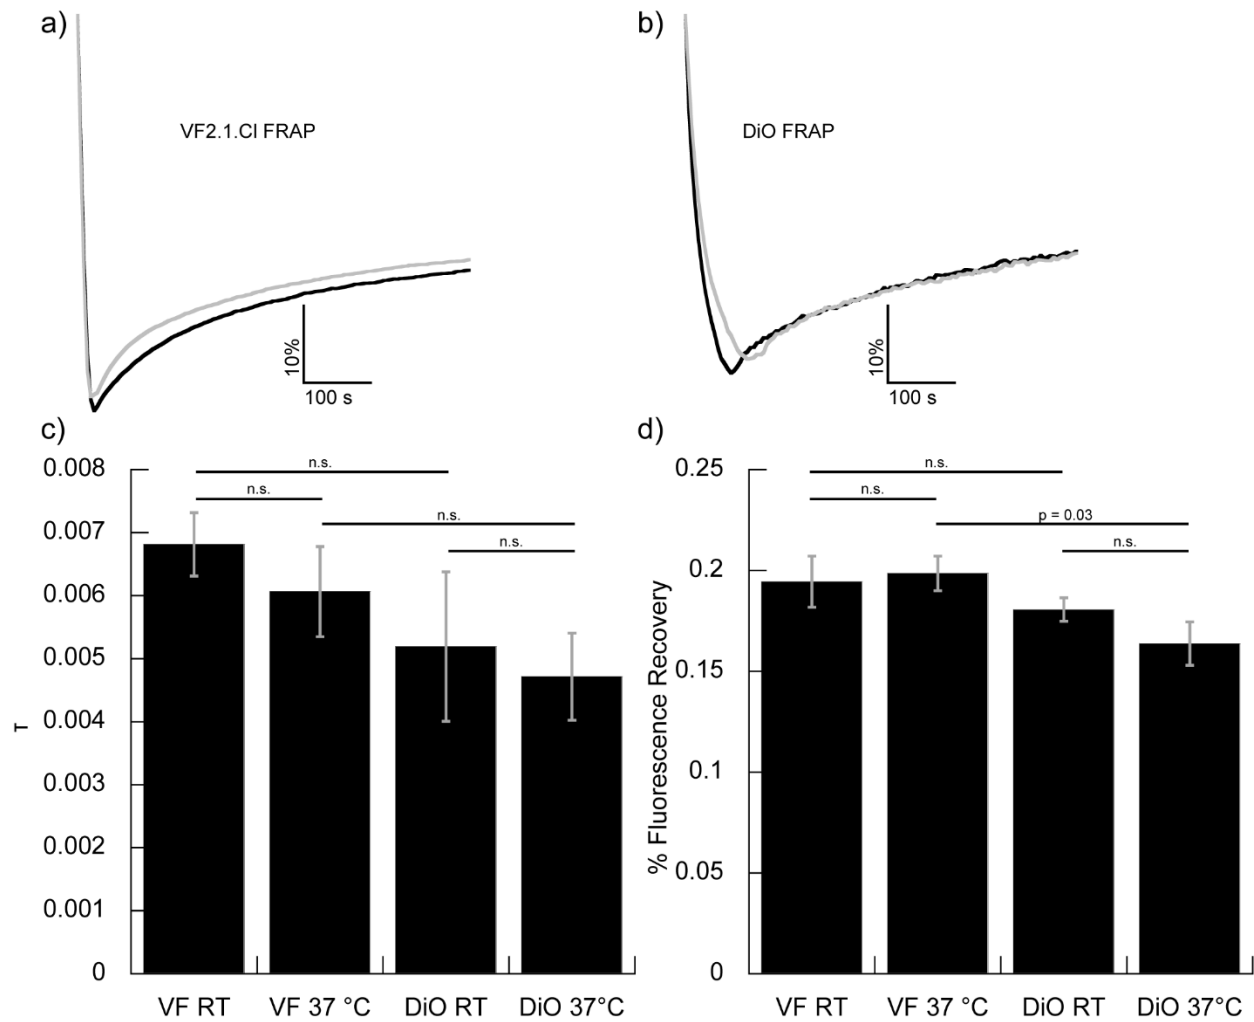 a)
VF2.1.Cl FRAP
10%
100 s
b)
DiO FRAP
10%
100 s
c)
0.008
0.007
0.006
0.005
0.004
0.003
0.002
0.001
0
τ
n.s.
n.s.
n.s.
n.s.
VF RT
VF 37 °C
DiO RT
DiO 37°C
d)
0.25
0.2
0.15
0.1
0.05
0
% Fluorescence Recovery
n.s.
n.s.
p = 0.03
n.s.
VF RT
VF 37 °C
DiO RT
DiO 37°C